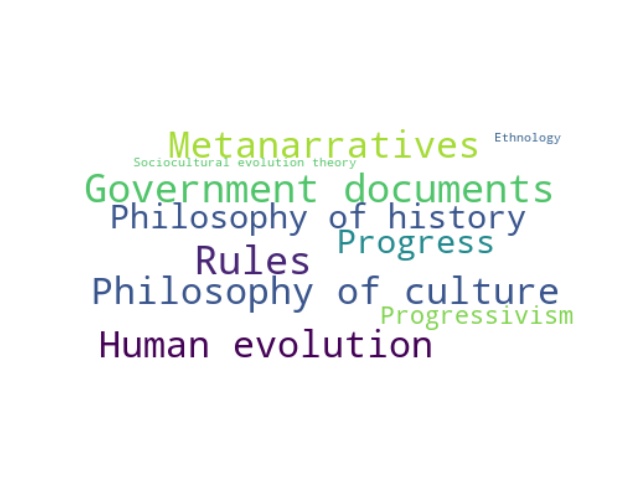 Metanarratives
Ethnology
Sociocultural evolution theory
Government documents
Philosophy of history
Progress
Rules
Philosophy of culture
Progressivism
Human evolution